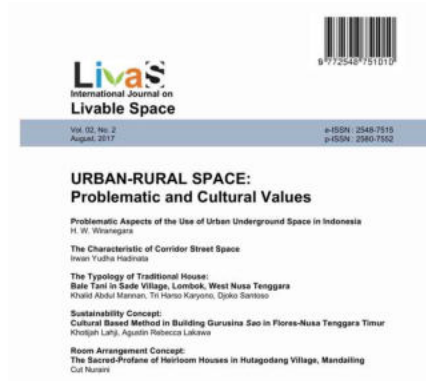 9 772548 751010
LivaS
International Journal on
Livable Space
Vol. 02, No. 2
August, 2017
e-ISSN : 2548-7515
p-ISSN : 2580-7552
URBAN-RURAL SPACE:
Problematic and Cultural Values
Problematic Aspects of the Use of Urban Underground Space in Indonesia
H. W. Wiranegara
The Characteristic of Corridor Street Space
Irwan Yudha Hadinata
The Typology of Traditional House:
Bale Tani in Sade Village, Lombok, West Nusa Tenggara
Khalid Abdul Mannan, Tri Harso Karyono, Djoko Santoso
Sustainability Concept:
Cultural Based Method in Building Gurusina Sao in Flores-Nusa Tenggara Timur
Khotijah Lahji, Agustin Rebecca Lakawa
Room Arrangement Concept:
The Sacred-Profane of Heirloom Houses in Hutagodang Village, Mandailing
Cut Nuraini